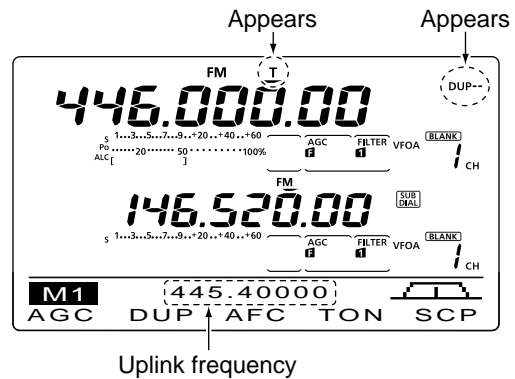 Appears Appears
FM T
446.000.00 DUP--
S 1...3...5...7...9..+20..+40..+60
Po ......20.......50.........100%
ALC [ ]
AGC FILTER VFOA BLANK
F 1 1 CH
FM
146.520.00 SUB DIAL
S 1...3...5...7...9..+20..+40..+60
AGC FILTER VFOA BLANK
F 1 1 CH
M1 445.40000
AGC DUP AFC TON SCP
Uplink frequency